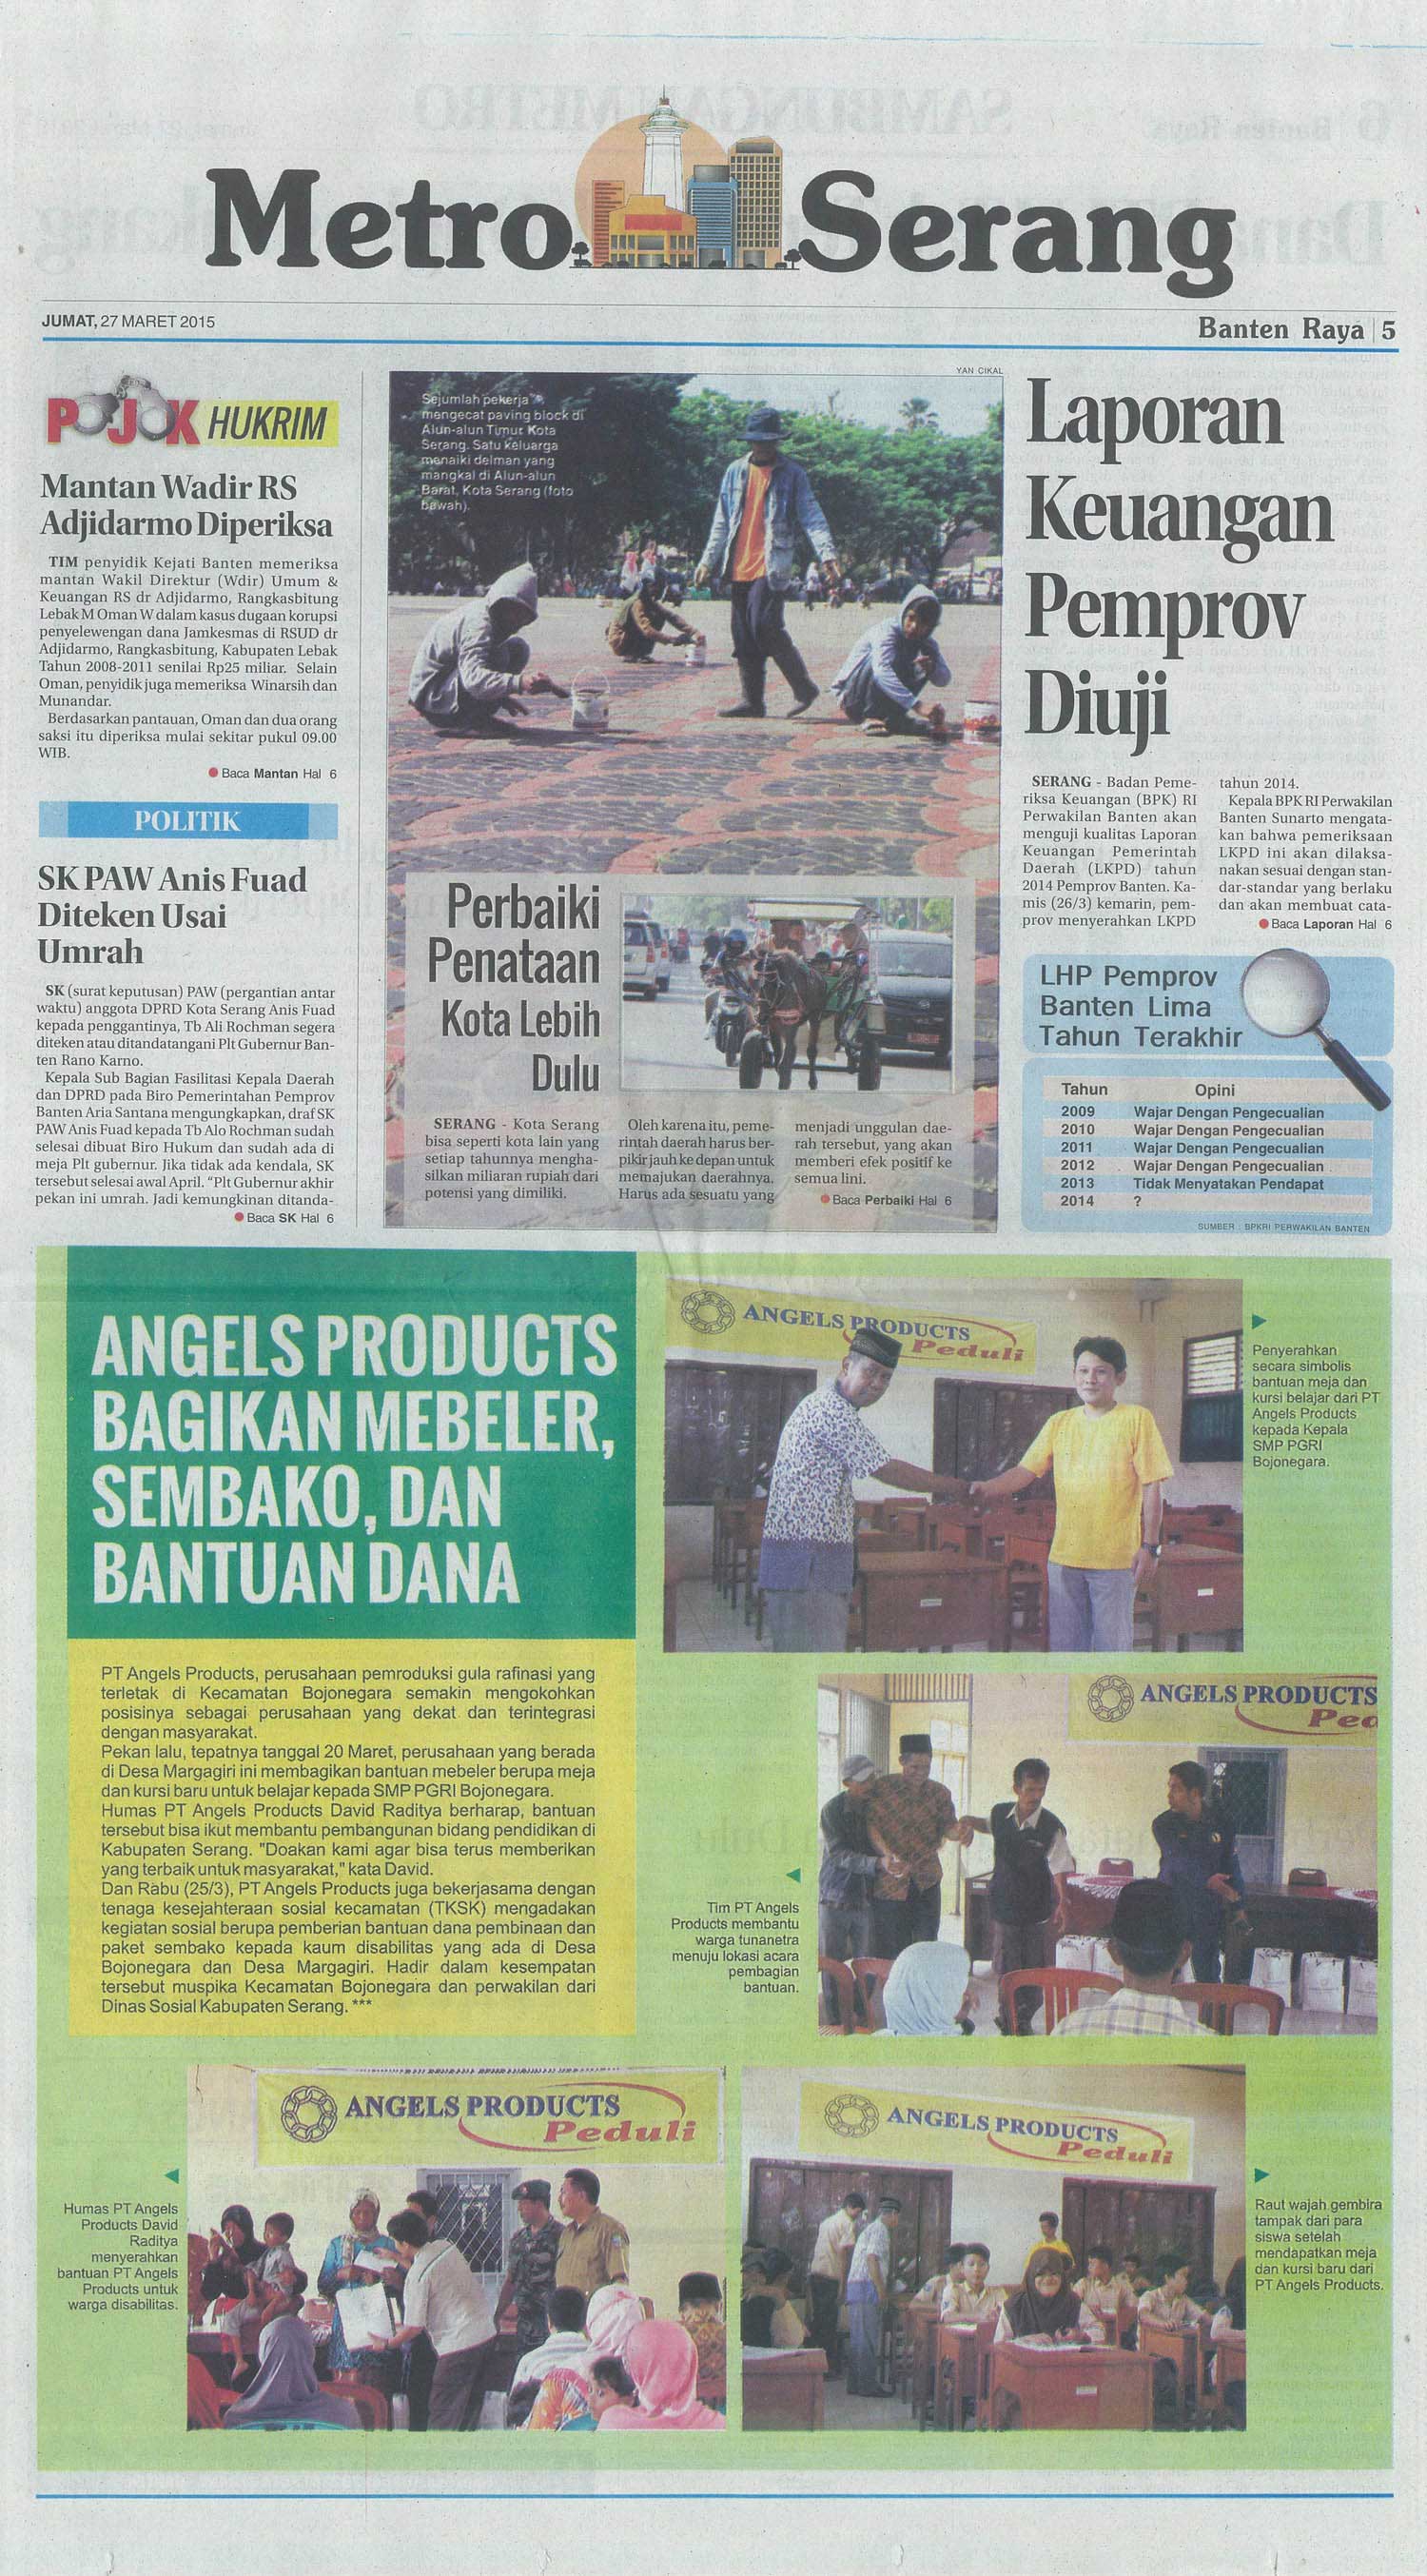 Metro Serang
JUMAT, 27 MARET 2015
Banten Raya | 5
POJOK HUKRIM
Mantan Wadir RS
Adjidarmo Diperiksa
TIM penyidik Kejati Banten memeriksa
mantan Wakil Direktur (Wdir) Umum &
Keuangan RS dr Adjidarmo, Rangkasbitung
Lebak M Oman W dalam kasus dugaan korupsi
penyelewengan dana Jamkesmas di RSUD dr
Adjidarmo, Rangkasbitung, Kabupaten Lebak
Tahun 2008-2011 senilai Rp25 miliar. Selain
Oman, penyidik juga memeriksa Winarsih dan
Munandar.
Berdasarkan pantauan, Oman dan dua orang
saksi itu diperiksa mulai sekitar pukul 09.00
WIB.
Baca Mantan Hal 6
POLITIK
SK PAW Anis Fuad
Diteken Usai
Umrah
SK (surat keputusan) PAW (pergantian antar
waktu) anggota DPRD Kota Serang Anis Fuad
kepada penggantinya, Tb Ali Rochman segera
diteken atau ditandatangani Plt Gubernur Ban-
ten Rano Karno.
Kepala Sub Bagian Fasilitasi Kepala Daerah
dan DPRD pada Biro Pemerintahan Pemprov
Banten Aria Santana mengungkapkan, draf SK
PAW Anis Fuad kepada Tb Alo Rochman sudah
selesai dibuat Biro Hukum dan sudah ada di
meja Plt gubernur. Jika tidak ada kendala, SK
tersebut selesai awal April. "Plt Gubernur akhir
pekan ini umrah. Jadi kemungkinan ditanda-
Baca SK Hal 6
YAN CIKAL
Sejumlah pekerja
mengecat paving block di
Alun-alun Timur Kota
Serang. Satu keluarga
menaiki delman yang
mangkal di Alun-alun
Barat, Kota Serang (foto
bawah).
Perbaiki
Penataan
Kota Lebih
Dulu
SERANG - Kota Serang
bisa seperti kota lain yang
setiap tahunnya mengha-
silkan miliaran rupiah dari
potensi yang dimiliki.
Oleh karena itu, peme-
rintah daerah harus ber-
pikir jauh ke depan untuk
memajukan daerahnya.
Harus ada sesuatu yang
menjadi unggulan dae-
rah tersebut, yang akan
memberi efek positif ke
semua lini.
Baca Perbaiki Hal 6
Laporan
Keuangan
Pemprov
Diuji
SERANG - Badan Peme-
riksa Keuangan (BPK) RI
Perwakilan Banten akan
menguji kualitas Laporan
Keuangan Pemerintah
Daerah (LKPD) tahun
2014 Pemprov Banten. Ka-
mis (26/3) kemarin, pem-
prov menyerahkan LKPD
tahun 2014.
Kepala BPK RI Perwakilan
Banten Sunarto mengata-
kan bahwa pemeriksaan
LKPD ini akan dilaksa-
nakan sesuai dengan stan-
dar-standar yang berlaku
dan akan membuat cata-
Baca Laporan Hal 6
LHP Pemprov
Banten Lima
Tahun Terakhir
Tahun Opini
2009 Wajar Dengan Pengecualian
2010 Wajar Dengan Pengecualian
2011 Wajar Dengan Pengecualian
2012 Wajar Dengan Pengecualian
2013 Tidak Menyatakan Pendapat
2014 ?
SUMBER : BPKRI PERWAKILAN BANTEN
ANGELS PRODUCTS
BAGIKAN MEBELER,
SEMBAKO, DAN
BANTUAN DANA
PT Angels Products, perusahaan pemroduksi gula rafinasi yang
terletak di Kecamatan Bojonegara semakin mengokohkan
posisinya sebagai perusahaan yang dekat dan terintegrasi
dengan masyarakat.
Pekan lalu, tepatnya tanggal 20 Maret, perusahaan yang berada
di Desa Margagiri ini membagikan bantuan mebeler berupa meja
dan kursi baru untuk belajar kepada SMP PGRI Bojonegara.
Humas PT Angels Products David Raditya berharap, bantuan
tersebut bisa ikut membantu pembangunan bidang pendidikan di
Kabupaten Serang. "Doakan kami agar bisa terus memberikan
yang terbaik untuk masyarakat," kata David.
Dan Rabu (25/3), PT Angels Products juga bekerjasama dengan
tenaga kesejahteraan sosial kecamatan (TKSK) mengadakan
kegiatan sosial berupa pemberian bantuan dana pembinaan dan
paket sembako kepada kaum disabilitas yang ada di Desa
Bojonegara dan Desa Margagiri. Hadir dalam kesempatan
tersebut muspika Kecamatan Bojonegara dan perwakilan dari
Dinas Sosial Kabupaten Serang. ***
ANGELS PRODUCTS
Peduli
Penyerahkan
secara simbolis
bantuan meja dan
kursi belajar dari PT
Angels Products
kepada Kepala
SMP PGRI
Bojonegara.
ANGELS PRODUCTS
Ped
Tim PT Angels
Products membantu
warga tunanetra
menuju lokasi acara
pembagian
bantuan.
ANGELS PRODUCTS
Peduli
Humas PT Angels
Products David
Raditya
menyerahkan
bantuan PT Angels
Products untuk
warga disabilitas.
ANGELS PRODUCTS
Peduli
Raut wajah gembira
tampak dari para
siswa setelah
mendapatkan meja
dan kursi baru dari
PT Angels Products.